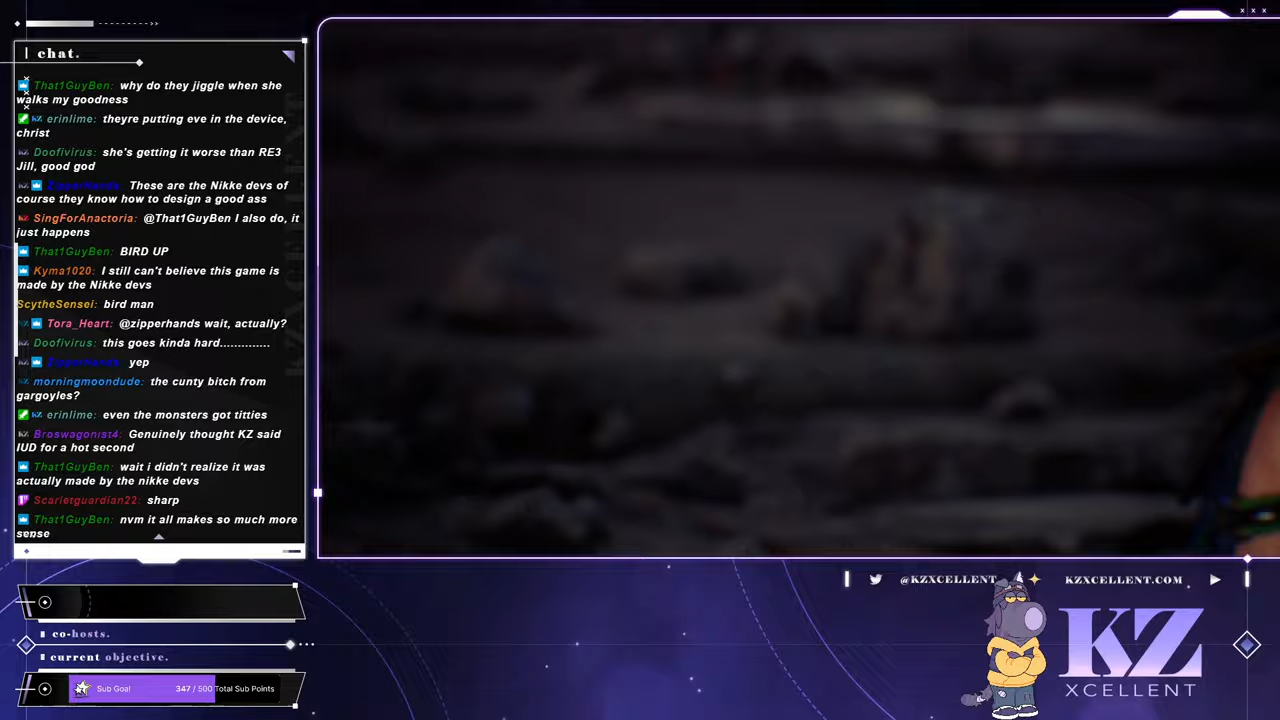 chat.
That1GuyBen: why do they jiggle when she
walks my goodness
erinlime: theyre putting eve in the device,
christ
Doofivirus: she's getting it worse than RE3
Jill, good god
ZipperHands: These are the Nikke devs of
course they know how to design a good ass
SingForAnactoria: @That1GuyBen I also do, it
just happens
That1GuyBen: BIRD UP
Kyma1020: I still can't believe this game is
made by the Nikke devs
ScytheSensei: bird man
Tora_Heart: @zipperhands wait, actually?
Doofivirus: this goes kinda hard..............
ZipperHands: yep
morningmoondude: the cunty bitch from
gargoyles?
erinlime: even the monsters got titties
Broswagonist4: Genuinely thought KZ said
IUD for a hot second
That1GuyBen: wait i didn't realize it was
actually made by the nikke devs
Scarletguardian22: sharp
That1GuyBen: nvm it all makes so much more
sense
co-hosts.
current objective.
Sub Goal 347 / 500 Total Sub Points
@KZXCELLENT KZXCELLENT.COM
KZ
XCELLENT